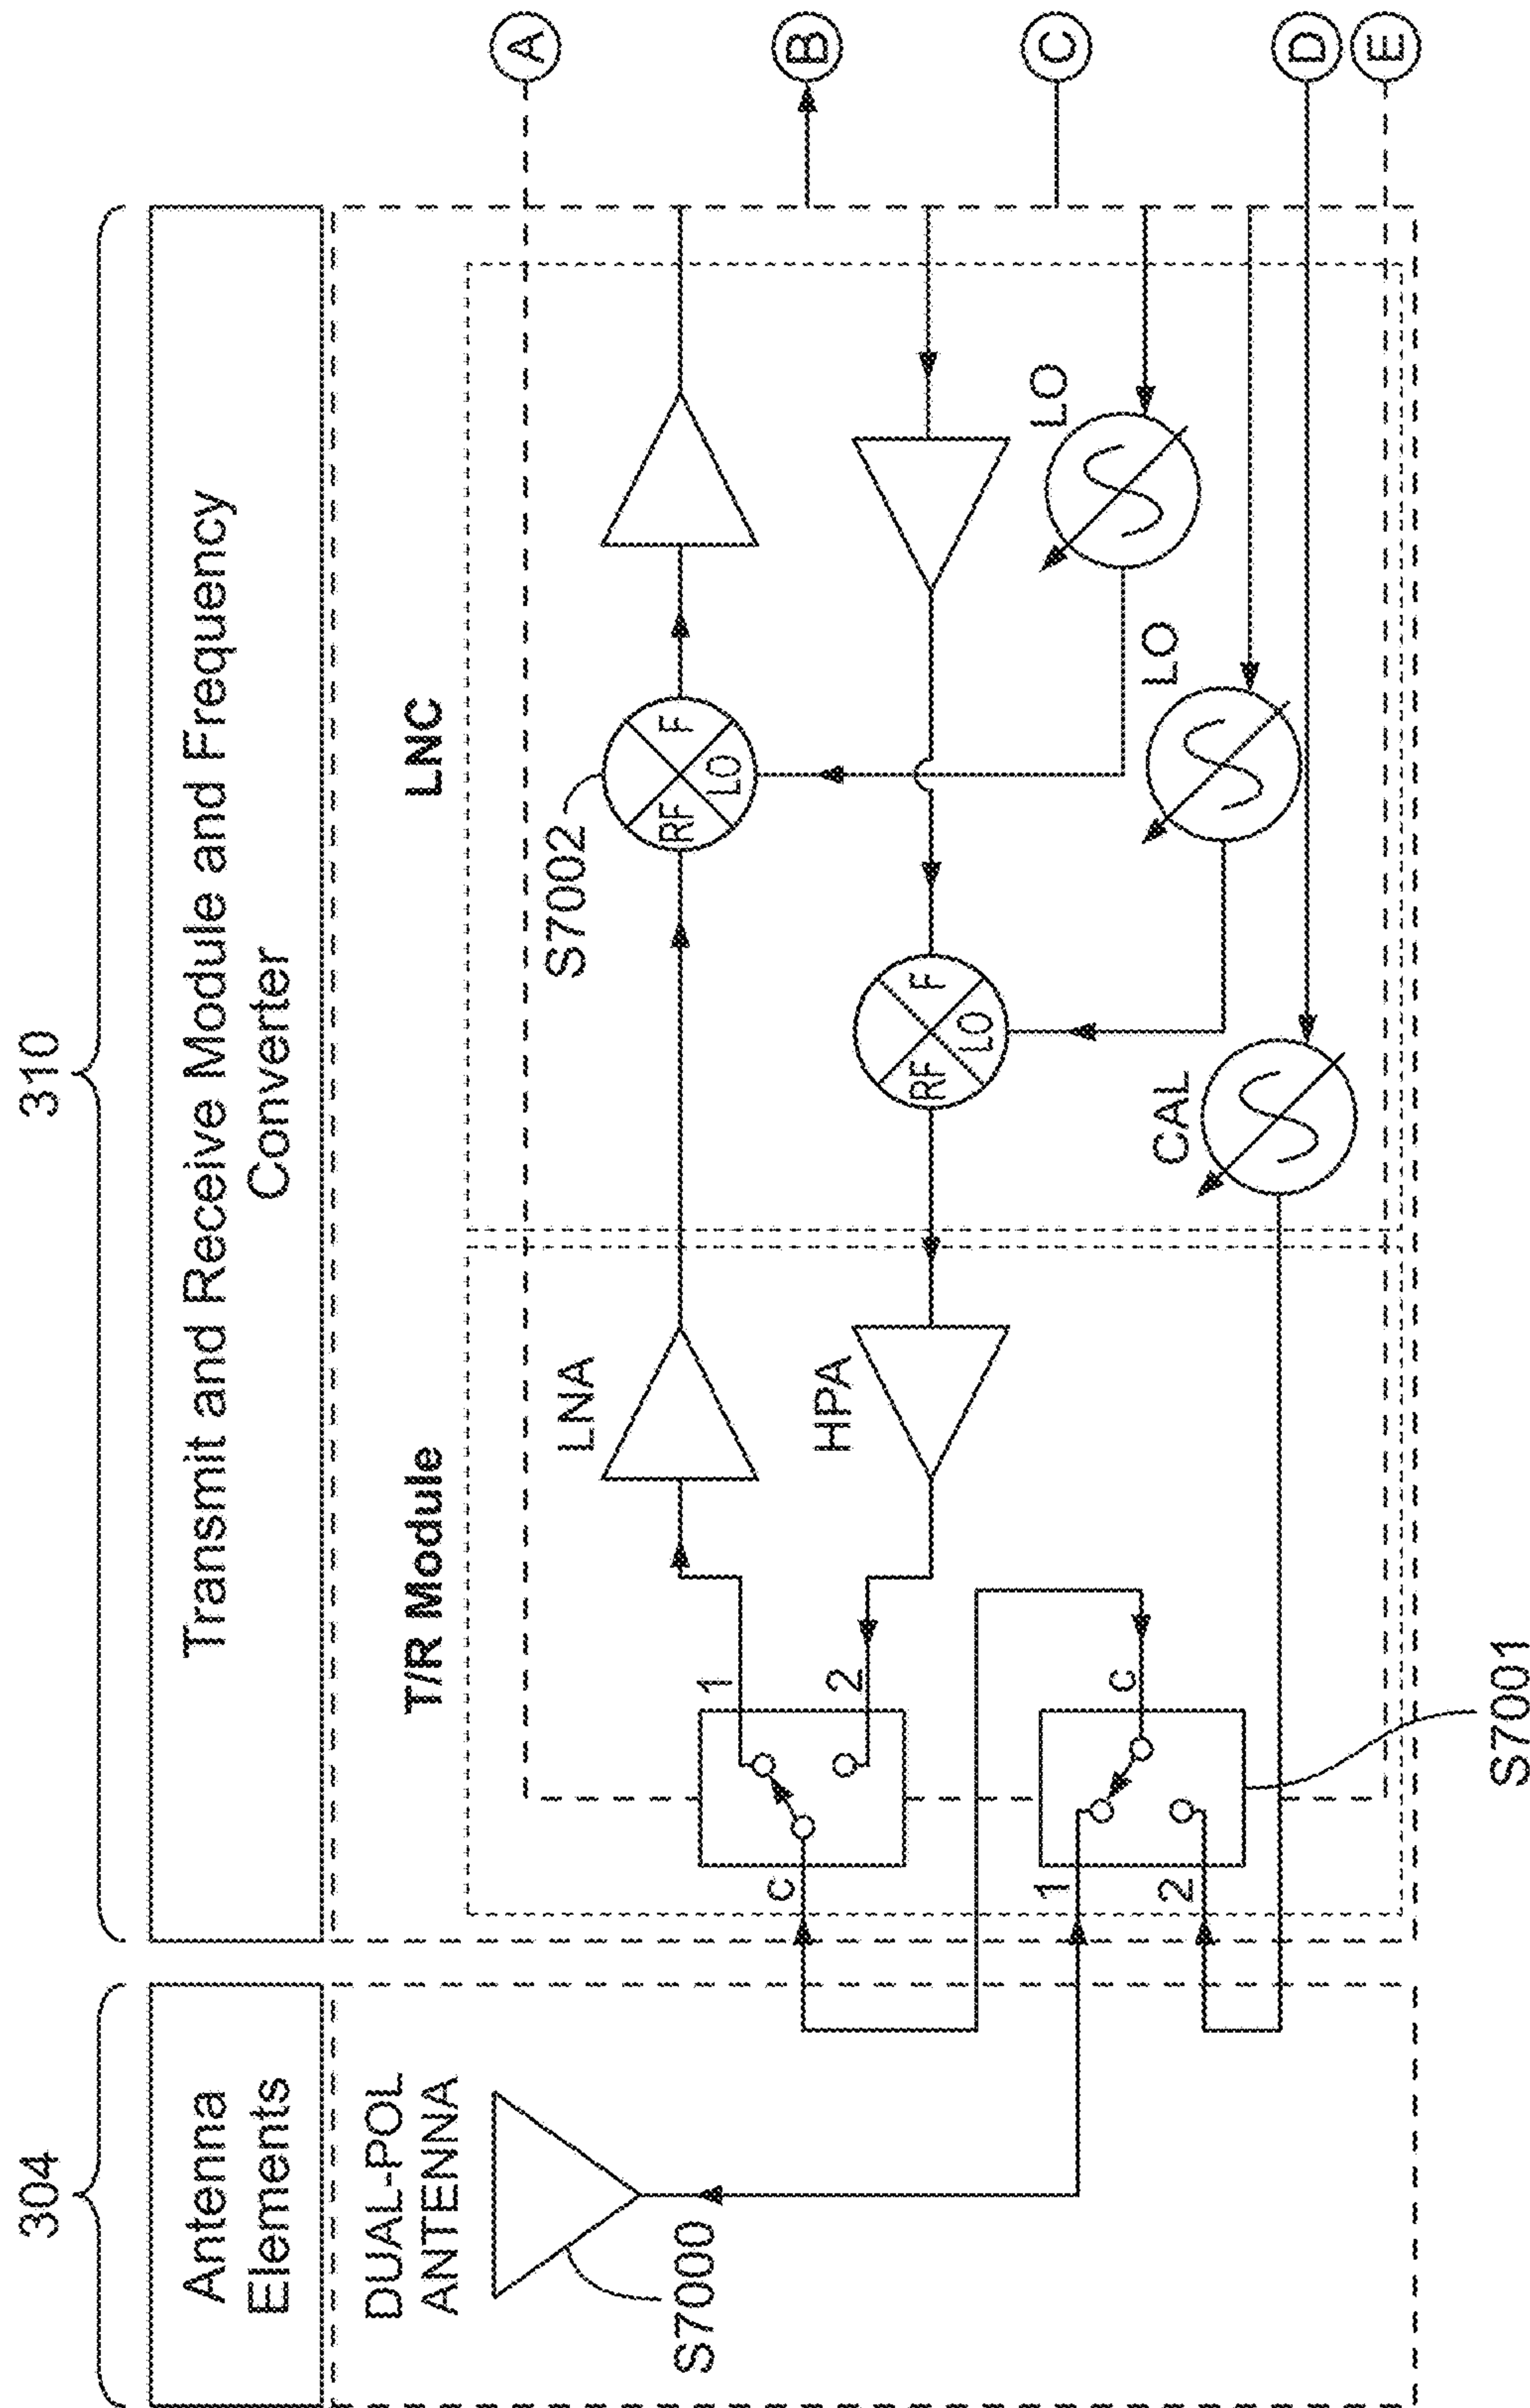 304
310
Antenna
Elements
Transmit and Receive Module and Frequency
Converter
DUAL-POL
ANTENNA
S7000
T/R Module
LNC
c
1
2
LNA
HPA
1
2
c
S7001
S7002
RF
F
LO
RF
F
LO
LO
LO
CAL
A
B
C
D
E